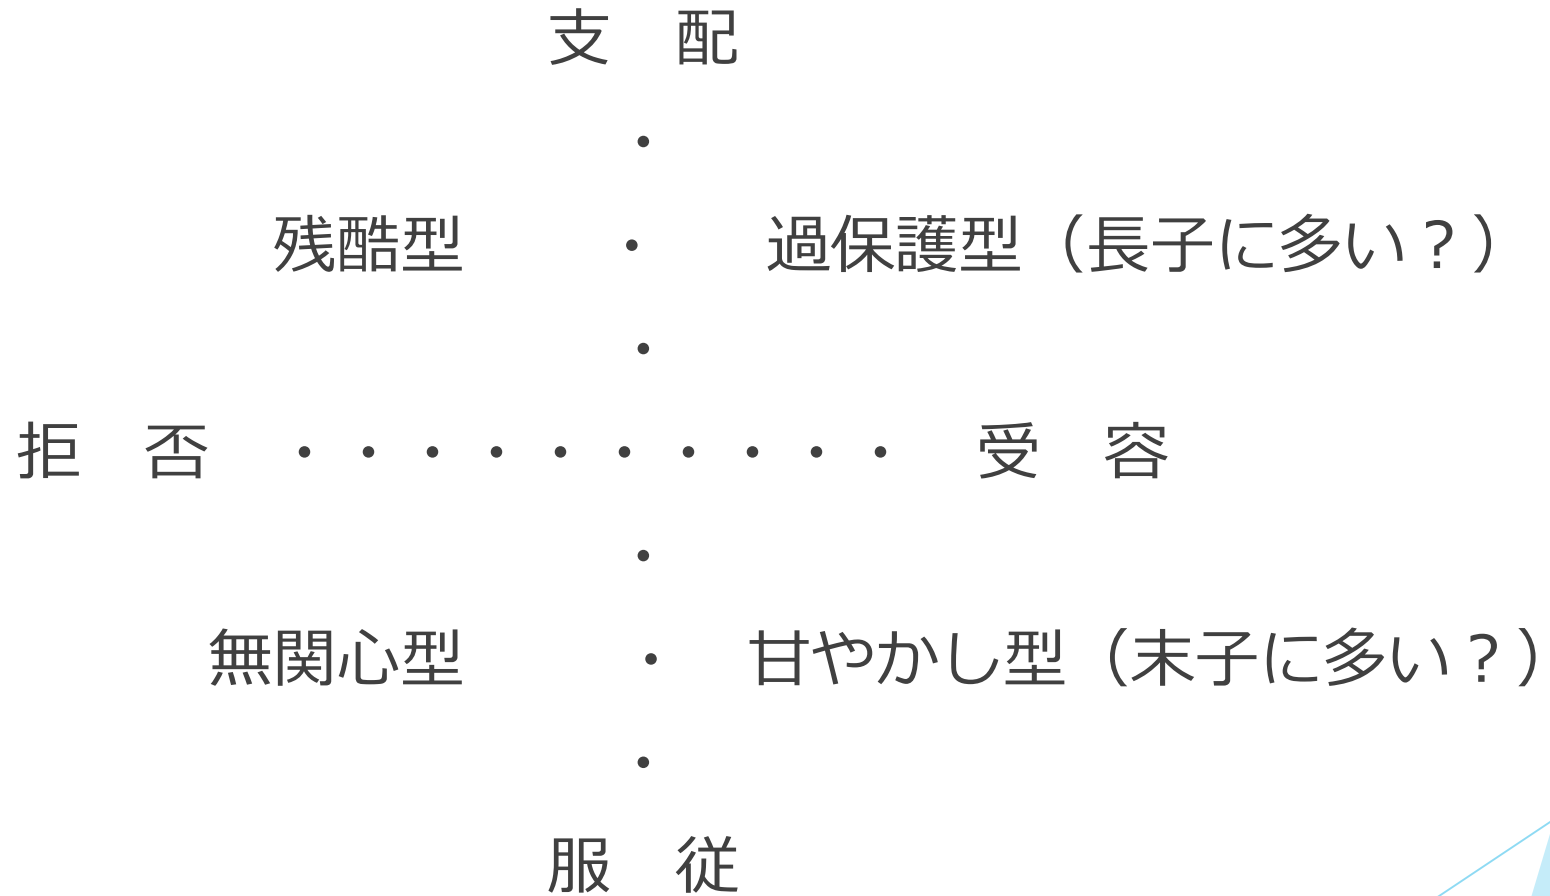 支　配
・
残酷型　　・　　過保護型（長子に多い？）
・
拒　否　・・・・・・・・・・　受　容
・
無関心型　　・　　甘やかし型（末子に多い？）
・
服　従